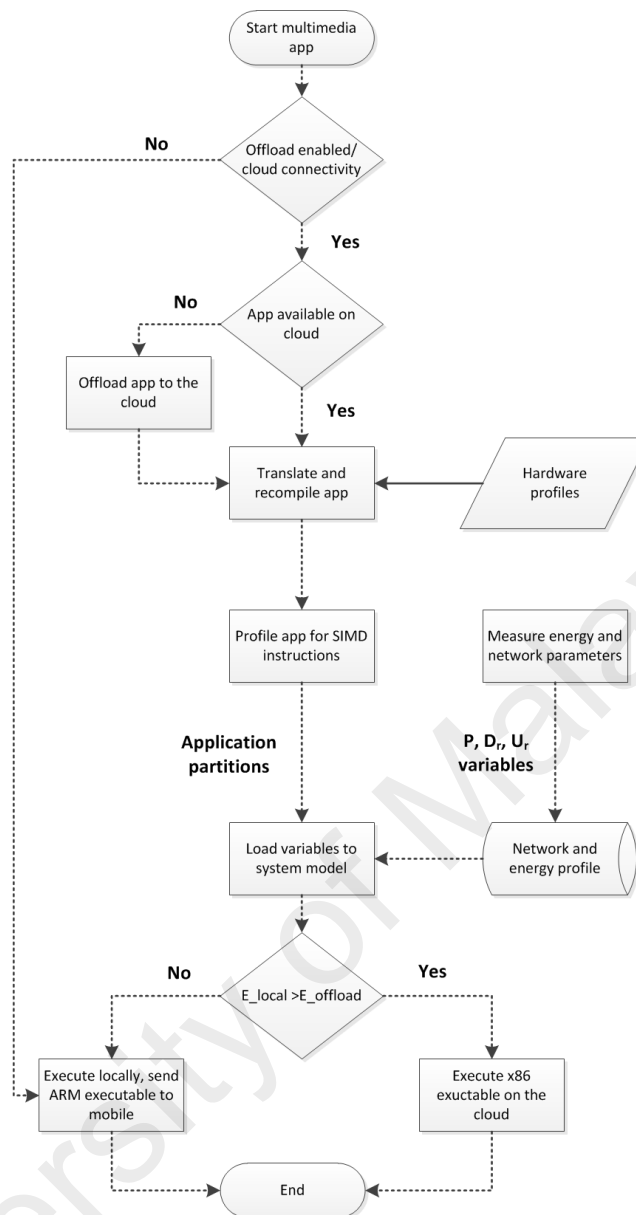 Start multimedia
app
No
Offload enabled/
cloud connectivity
Yes
No
App available on
cloud
Offload app to the
cloud
Yes
Translate and
recompile app
Hardware
profiles
Profile app for SIMD
instructions
Measure energy and
network parameters
Application
partitions
P, Dr, Ur
variables
Load variables to
system model
Network and
energy profile
No
E_local >E_offload
Yes
Execute locally, send
ARM executable to
mobile
Execute x86
exuctable on the
cloud
End